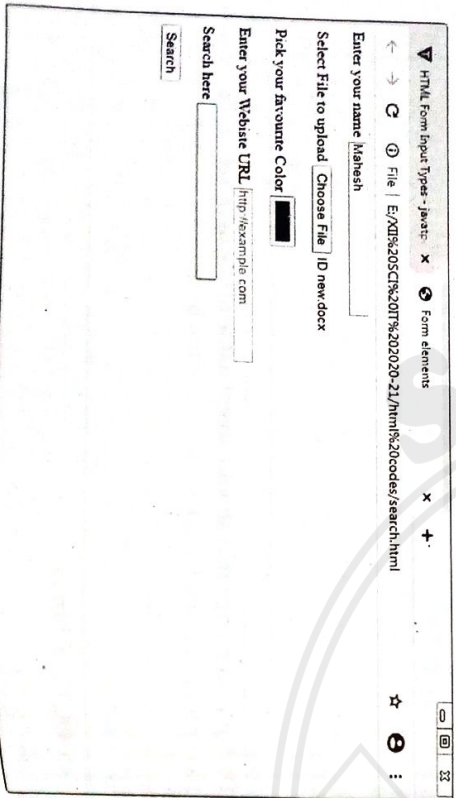 HTML Form Input Types - javatp × Form elements × +
File | E:/XII%20SCI%20IT%202020-21/html%20codes/search.html
Enter your name Mahesh
Select File to upload Choose File ID new.docx
Pick your favourite Color
Enter your Webiste URL http://example.com
Search here
Search